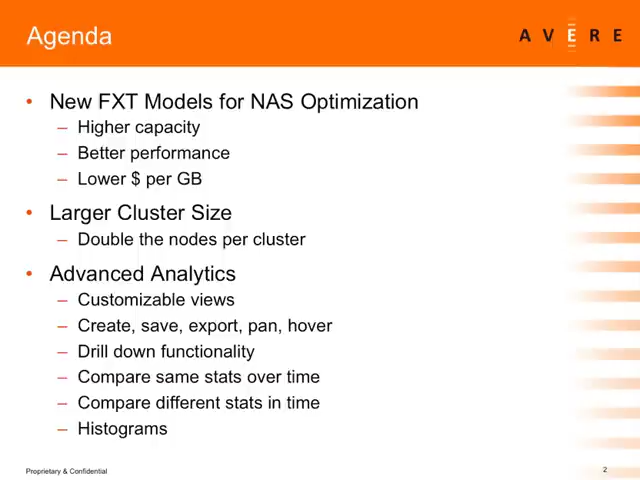 Agenda
AVERE
• New FXT Models for NAS Optimization
– Higher capacity
– Better performance
– Lower $ per GB
• Larger Cluster Size
– Double the nodes per cluster
• Advanced Analytics
– Customizable views
– Create, save, export, pan, hover
– Drill down functionality
– Compare same stats over time
– Compare different stats in time
– Histograms
Proprietary & Confidential
2